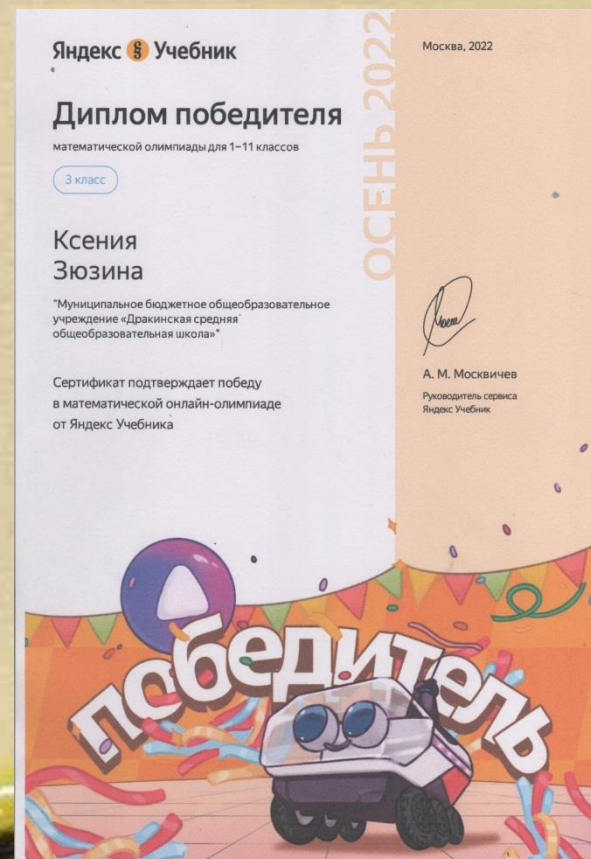 Яндекс Учебник
Москва, 2022
ОСЕНЬ 2022
Диплом победителя
математической олимпиады для 1–11 классов
3 класс
Ксения
Зюзина
"Муниципальное бюджетное общеобразовательное
учреждение «Дракинская средняя
общеобразовательная школа»"
Сертификат подтверждает победу
в математической онлайн-олимпиаде
от Яндекс Учебника
А. М. Москвичев
Руководитель сервиса
Яндекс Учебник
победитель